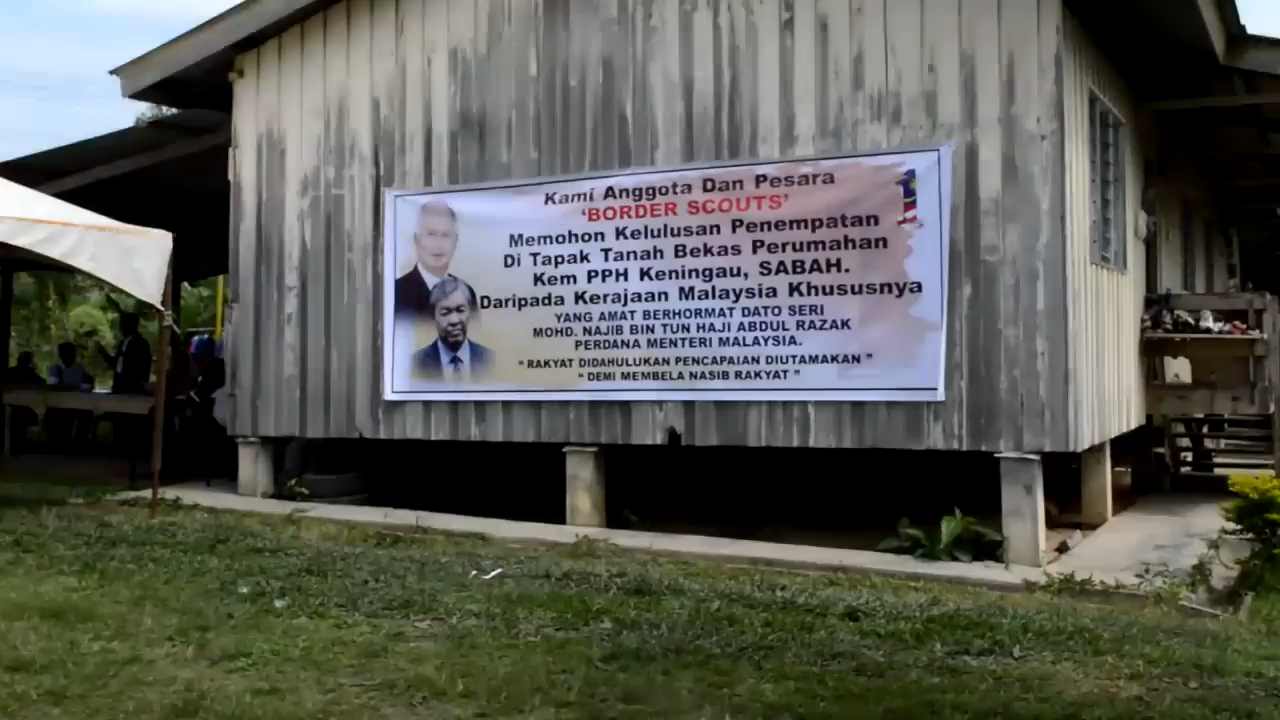 Kami Anggota Dan Pesara
'BORDER SCOUTS'
Memohon Kelulusan Penempatan
Di Tapak Tanah Bekas Perumahan
Kem PPH Keningau, SABAH.
Daripada Kerajaan Malaysia Khususnya
YANG AMAT BERHORMAT DATO SERI
MOHD. NAJIB BIN TUN HAJI ABDUL RAZAK
PERDANA MENTERI MALAYSIA.
“ RAKYAT DIDAHULUKAN PENCAPAIAN DIUTAMAKAN ”
“ DEMI MEMBELA NASIB RAKYAT ”